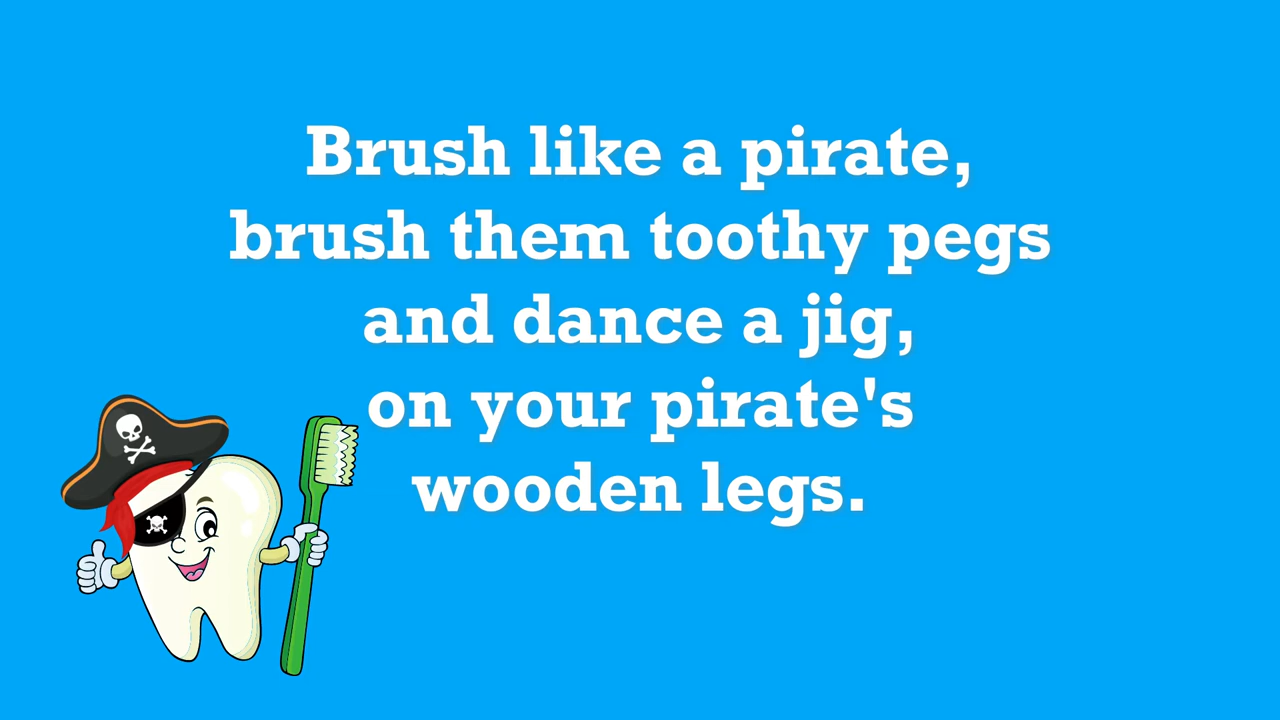 Brush like a pirate,
brush them toothy pegs
and dance a jig,
on your pirate's
wooden legs.